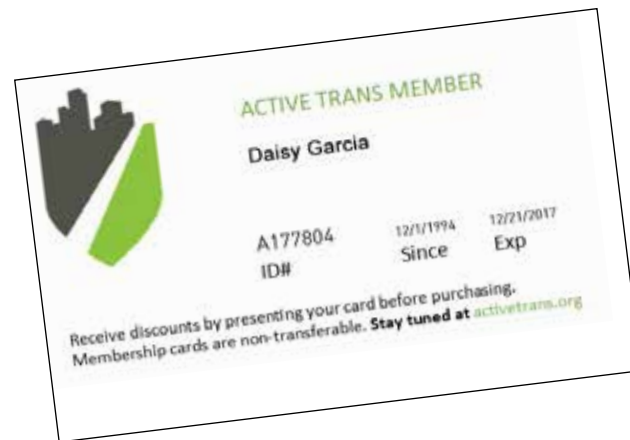 ACTIVE TRANS MEMBER
Daisy Garcia
A177804 12/1/1994 12/21/2017
ID# Since Exp
Receive discounts by presenting your card before purchasing.
Membership cards are non-transferable. Stay tuned at activetrans.org